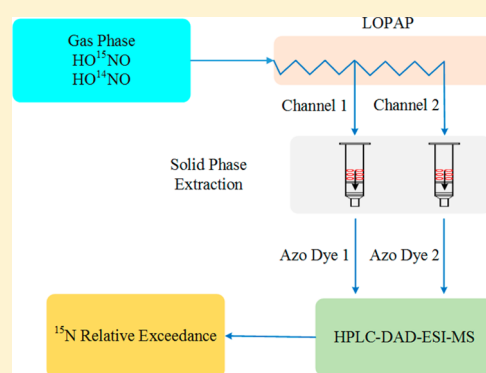 Gas Phase
HO¹⁵NO
HO¹⁴NO
LOPAP
Channel 1 Channel 2
Solid Phase
Extraction
Azo Dye 1 Azo Dye 2
¹⁵N Relative Exceedance
HPLC-DAD-ESI-MS